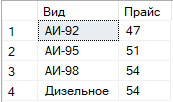 Вид Прайс
1 АИ-92 47
2 АИ-95 51
3 АИ-98 54
4 Дизельное 54